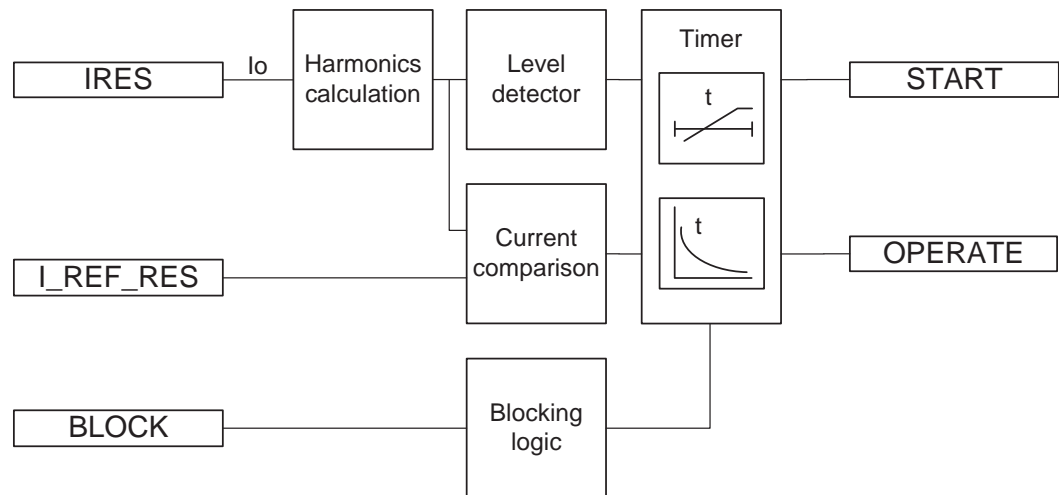 IRES
Io
Harmonics
calculation
Level
detector
Timer
t
START
I_REF_RES
Current
comparison
t
OPERATE
BLOCK
Blocking
logic